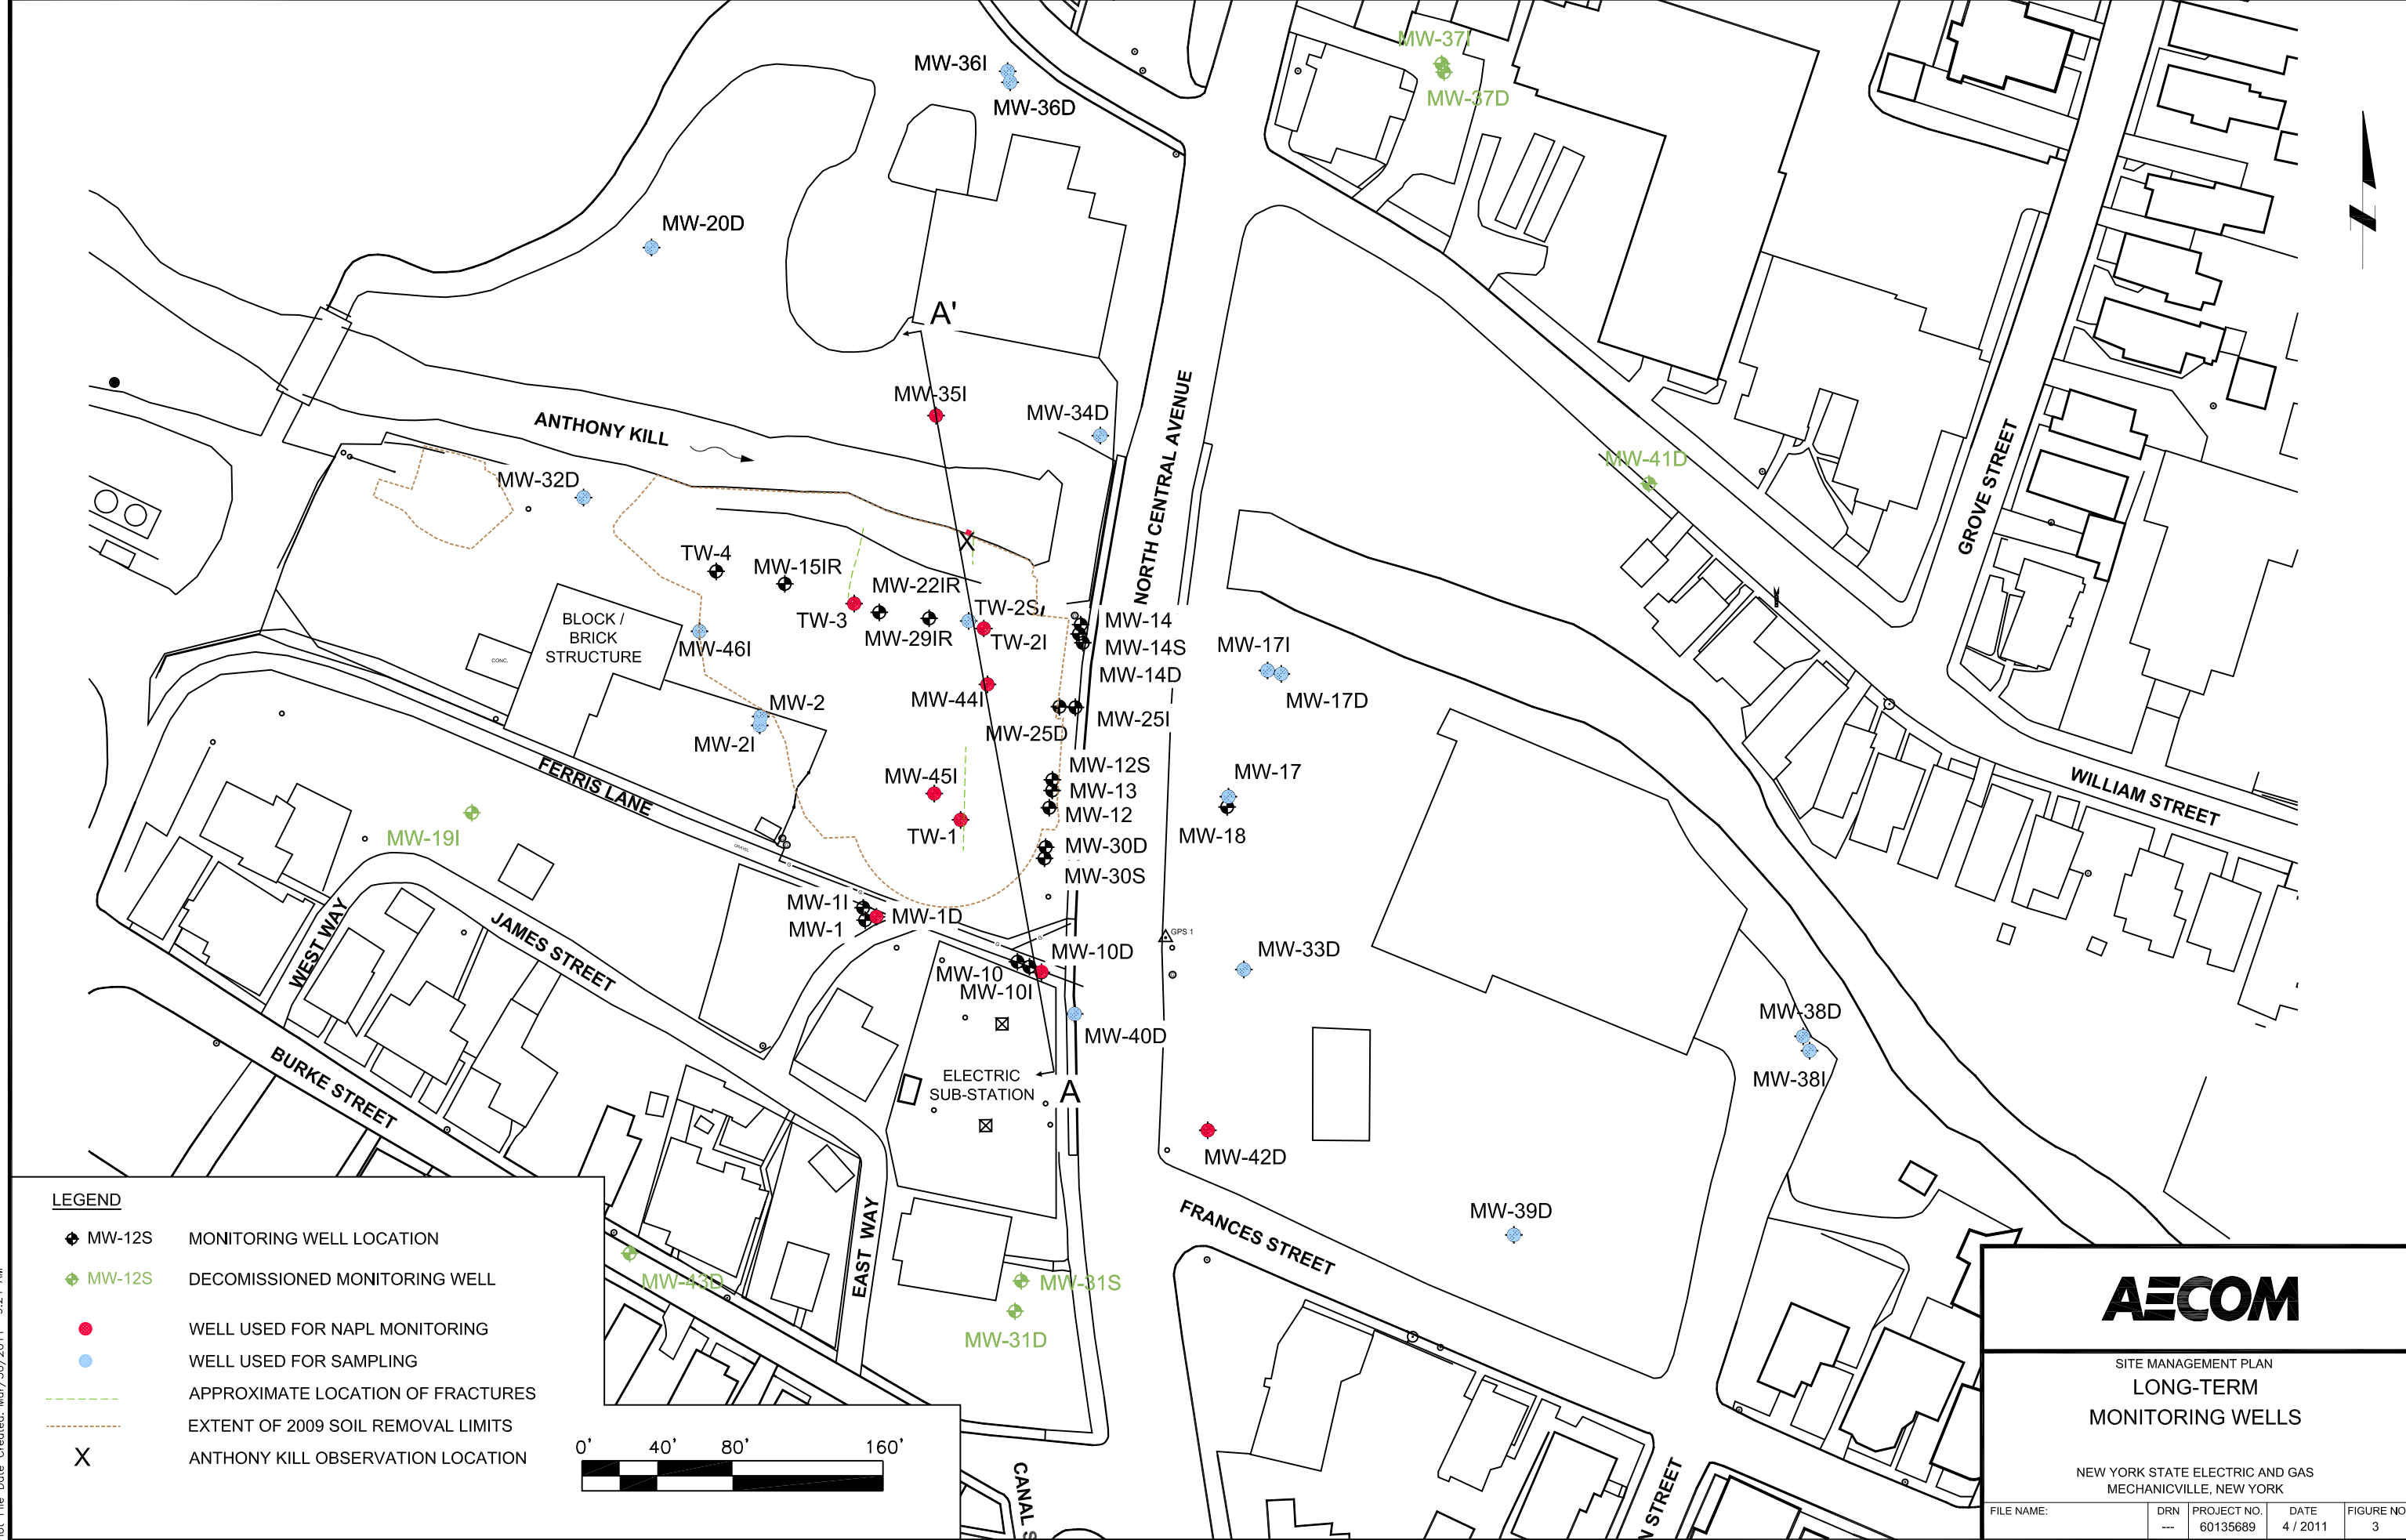 MW-37I
MW-36I
MW-37D
MW-36D
MW-20D
A'
MW-35I
MW-34D
ANTHONY KILL
NORTH CENTRAL AVENUE
MW-41D
GROVE STREET
MW-32D
X
TW-4
MW-15IR
MW-22IR
TW-2S
TW-3
MW-29IR
TW-2I
MW-14
MW-14S
MW-14D
BLOCK /
BRICK
STRUCTURE
CONC.
MW-46I
MW-17I
MW-17D
MW-44I
MW-2
MW-2I
MW-25I
MW-25D
FERRIS LANE
MW-45I
MW-12S
MW-13
MW-12
MW-17
MW-18
WILLIAM STREET
MW-19I
TW-1
GRAVEL
MW-30D
MW-30S
G
G
G
G
MW-1I
MW-1D
MW-1
WEST WAY
JAMES STREET
GPS 1
MW-10D
MW-10
MW-10I
MW-33D
MW-38D
MW-40D
MW-38I
BURKE STREET
ELECTRIC
SUB-STATION
A
MW-42D
MW-39D
FRANCES STREET
EAST WAY
MW-43D
MW-31S
MW-31D
CANAL S
N STREET
LEGEND
MW-12S MONITORING WELL LOCATION
MW-12S DECOMISSIONED MONITORING WELL
WELL USED FOR NAPL MONITORING
WELL USED FOR SAMPLING
APPROXIMATE LOCATION OF FRACTURES
EXTENT OF 2009 SOIL REMOVAL LIMITS
X ANTHONY KILL OBSERVATION LOCATION
0' 40' 80' 160'
AECOM
SITE MANAGEMENT PLAN
LONG-TERM
MONITORING WELLS
NEW YORK STATE ELECTRIC AND GAS
MECHANICVILLE, NEW YORK
FILE NAME: DRN PROJECT NO. DATE FIGURE NO
--- 60135689 4 / 2011 3